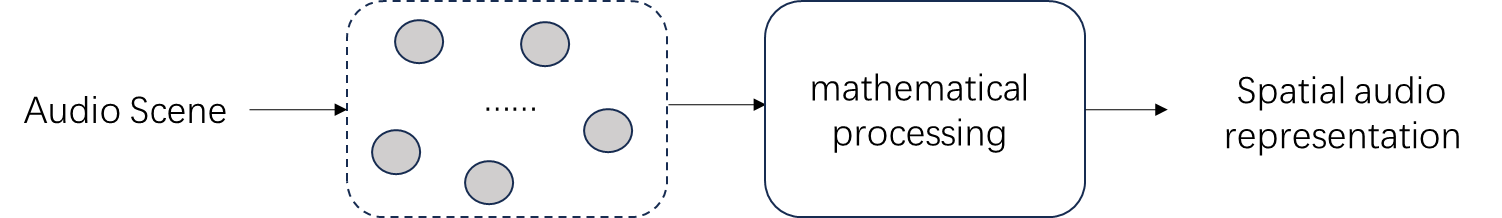 Audio Scene
......
mathematical
processing
Spatial audio
representation